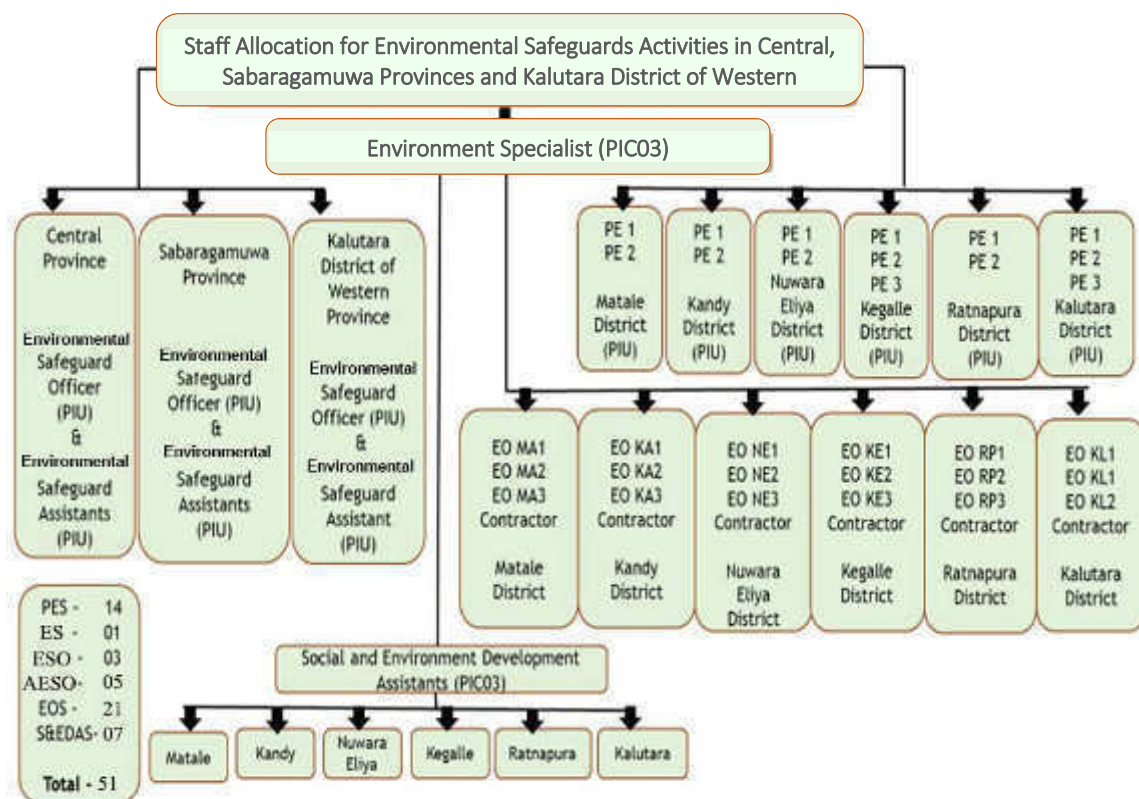 Staff Allocation for Environmental Safeguards Activities in Central,
Sabaragamuwa Provinces and Kalutara District of Western
Environment Specialist (PIC03)
Central
Province
Environmental
Safeguard
Officer
(PIU)
&
Environmental
Safeguard
Assistants
(PIU)
Sabaragamuwa
Province
Environmental
Safeguard
Officer (PIU)
&
Environmental
Safeguard
Assistants
(PIU)
Kalutara
District of
Western
Province
Environmental
Safeguard
Officer (PIU)
&
Environmental
Safeguard
Assistant
(PIU)
PE 1
PE 2
Matale
District
(PIU)
PE 1
PE 2
Kandy
District
(PIU)
PE 1
PE 2
Nuwara
Eliya
District
(PIU)
PE 1
PE 2
PE 3
Kegalle
District
(PIU)
PE 1
PE 2
Ratnapura
District
(PIU)
PE 1
PE 2
PE 3
Kalutara
District
(PIU)
EO MA1
EO MA2
EO MA3
Contractor
Matale
District
EO KA1
EO KA2
EO KA3
Contractor
Kandy
District
EO NE1
EO NE2
EO NE3
Contractor
Nuwara
Eliya
District
EO KE1
EO KE2
EO KE3
Contractor
Kegalle
District
EO RP1
EO RP2
EO RP3
Contractor
Ratnapura
District
EO KL1
EO KL1
EO KL2
Contractor
Kalutara
District
PES - 14
ES - 01
ESO - 03
AESO- 05
EOS - 21
S&EDAS- 07
Total - 51
Social and Environment Development
Assistants (PIC03)
Matale
Kandy
Nuwara
Eliya
Kegalle
Ratnapura
Kalutara